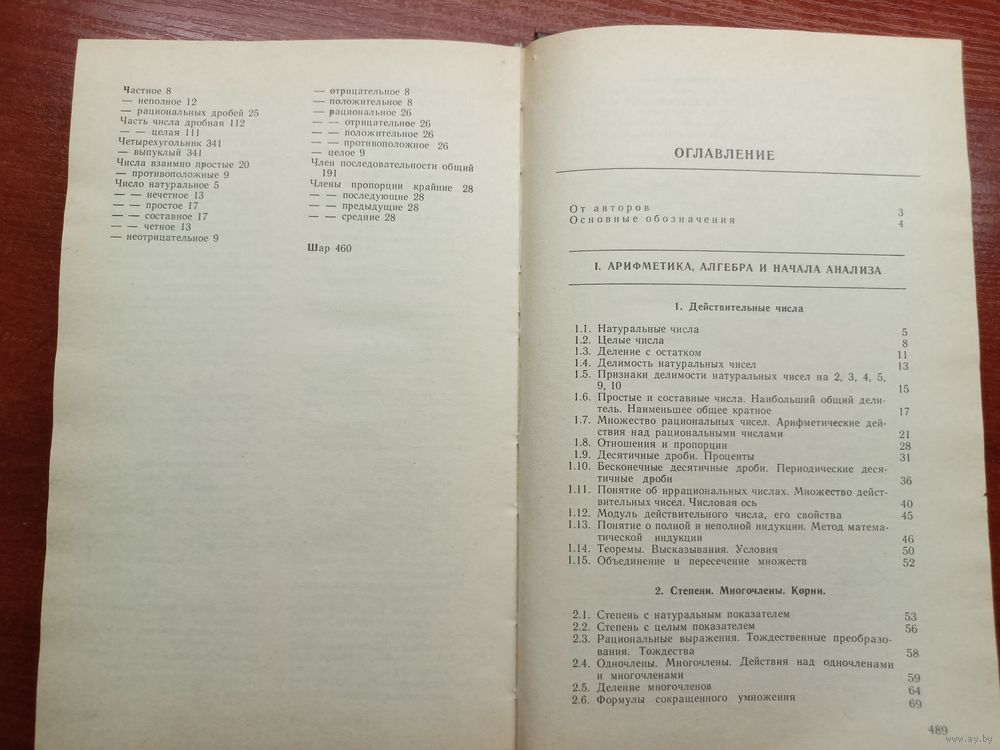 Частное 8
— неполное 12
— рациональных дробей 25
Часть числа дробная 112
— — целая 111
Четырехугольник 341
— выпуклый 341
Числа взаимно простые 20
— противоположные 9
Число натуральное 5
— — нечетное 13
— — простое 17
— — составное 17
— — четное 13
— неотрицательное 9
— отрицательное 8
— положительное 8
— рациональное 26
— — отрицательное 26
— — положительное 26
— — противоположное 26
— целое 9
Член последовательности общий
191
Члены пропорции крайние 28
— — последующие 28
— — предыдущие 28
— — средние 28
Шар 460
ОГЛАВЛЕНИЕ
От авторов 3
Основные обозначения 4
I. АРИФМЕТИКА, АЛГЕБРА И НАЧАЛА АНАЛИЗА
1. Действительные числа
1.1. Натуральные числа 5
1.2. Целые числа 8
1.3. Деление с остатком 11
1.4. Делимость натуральных чисел 13
1.5. Признаки делимости натуральных чисел на 2, 3, 4, 5,
9, 10 15
1.6. Простые и составные числа. Наибольший общий дели-
тель. Наименьшее общее кратное 17
1.7. Множество рациональных чисел. Арифметические дей-
ствия над рациональными числами 21
1.8. Отношения и пропорции 28
1.9. Десятичные дроби. Проценты 31
1.10. Бесконечные десятичные дроби. Периодические деся-
тичные дроби 36
1.11. Понятие об иррациональных числах. Множество дейст-
вительных чисел. Числовая ось 40
1.12. Модуль действительного числа, его свойства 45
1.13. Понятие о полной и неполной индукции. Метод матема-
тической индукции 46
1.14. Теоремы. Высказывания. Условия 50
1.15. Объединение и пересечение множеств 52
2. Степени. Многочлены. Корни.
2.1. Степень с натуральным показателем 53
2.2. Степень с целым показателем 56
2.3. Рациональные выражения. Тождественные преобразо-
вания. Тождества 58
2.4. Одночлены. Многочлены. Действия над одночленами
и многочленами 59
2.5. Деление многочленов 64
2.6. Формулы сокращенного умножения 69
489
www.ay.by